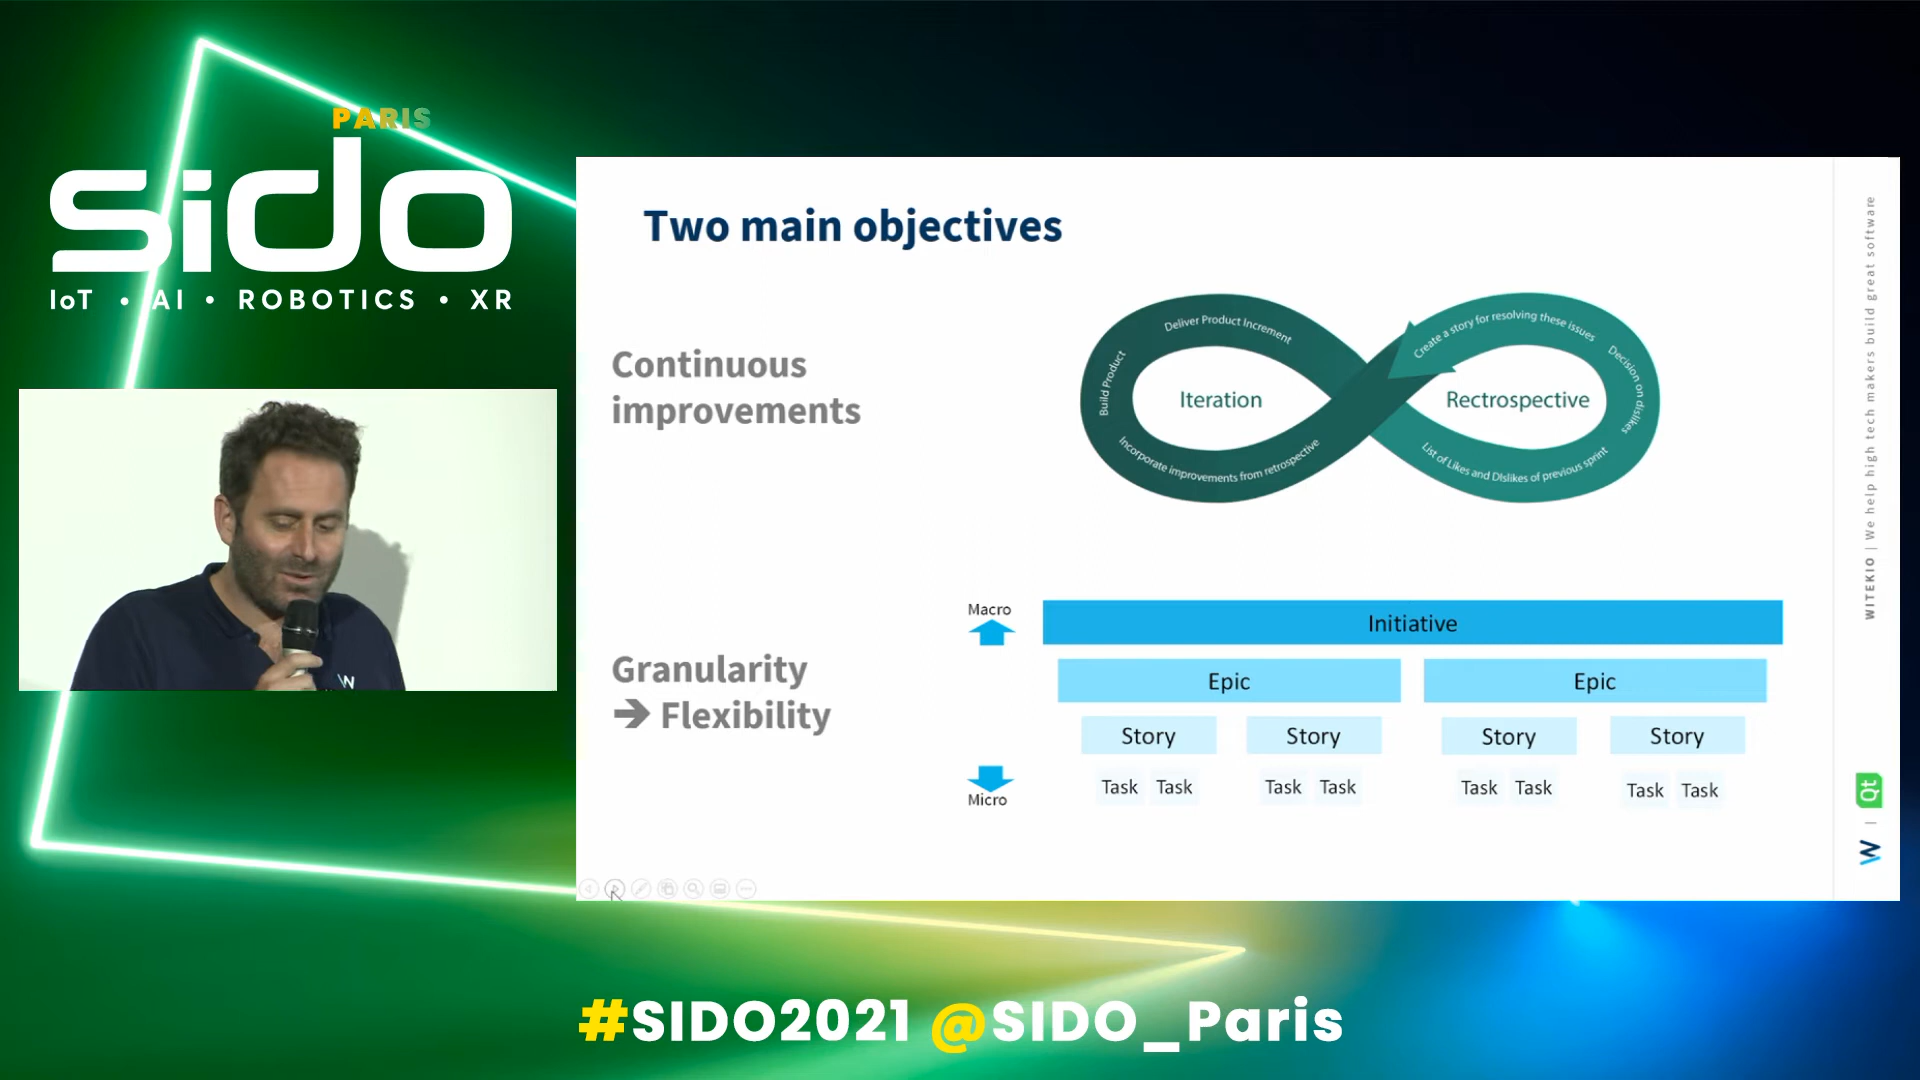 PARIS
sido
IoT • AI • ROBOTICS • XR
W
Two main objectives
Continuous
improvements
Deliver Product Increment
Build Product
Incorporate improvements from retrospective
Iteration
Create a story for resolving these issues
Decision on dislikes
List of Likes and Dislikes of previous sprint
Rectrospective
Granularity
➔ Flexibility
Macro
Micro
Initiative
Epic Epic
Story Story Story Story
Task Task Task Task Task Task Task Task
WITEKIO | We help high tech makers build great software
W | Qt
#SIDO2021 @SIDO_Paris